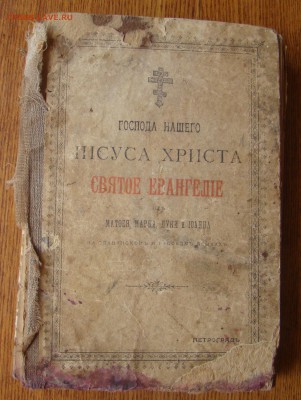 ГОСПОДА НАШЕГО
ІИСУСА ХРИСТА
СВЯТОЕ ЕВАНГЕЛІЕ
МАТѲЕЯ, МАРКА, ЛУКИ и ІОАННА
ПЕТРОГРАДЪ